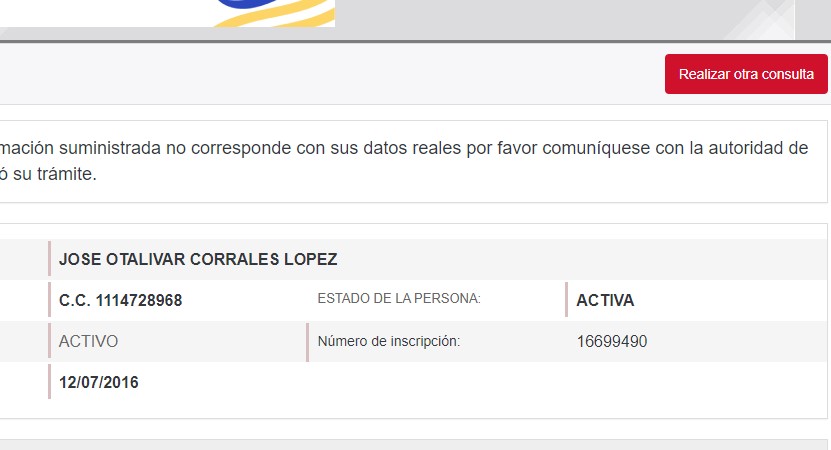 Realizar otra consulta
mación suministrada no corresponde con sus datos reales por favor comuníquese con la autoridad de
ó su trámite.
JOSE OTALIVAR CORRALES LOPEZ
C.C. 1114728968 ESTADO DE LA PERSONA: ACTIVA
ACTIVO Número de inscripción: 16699490
12/07/2016